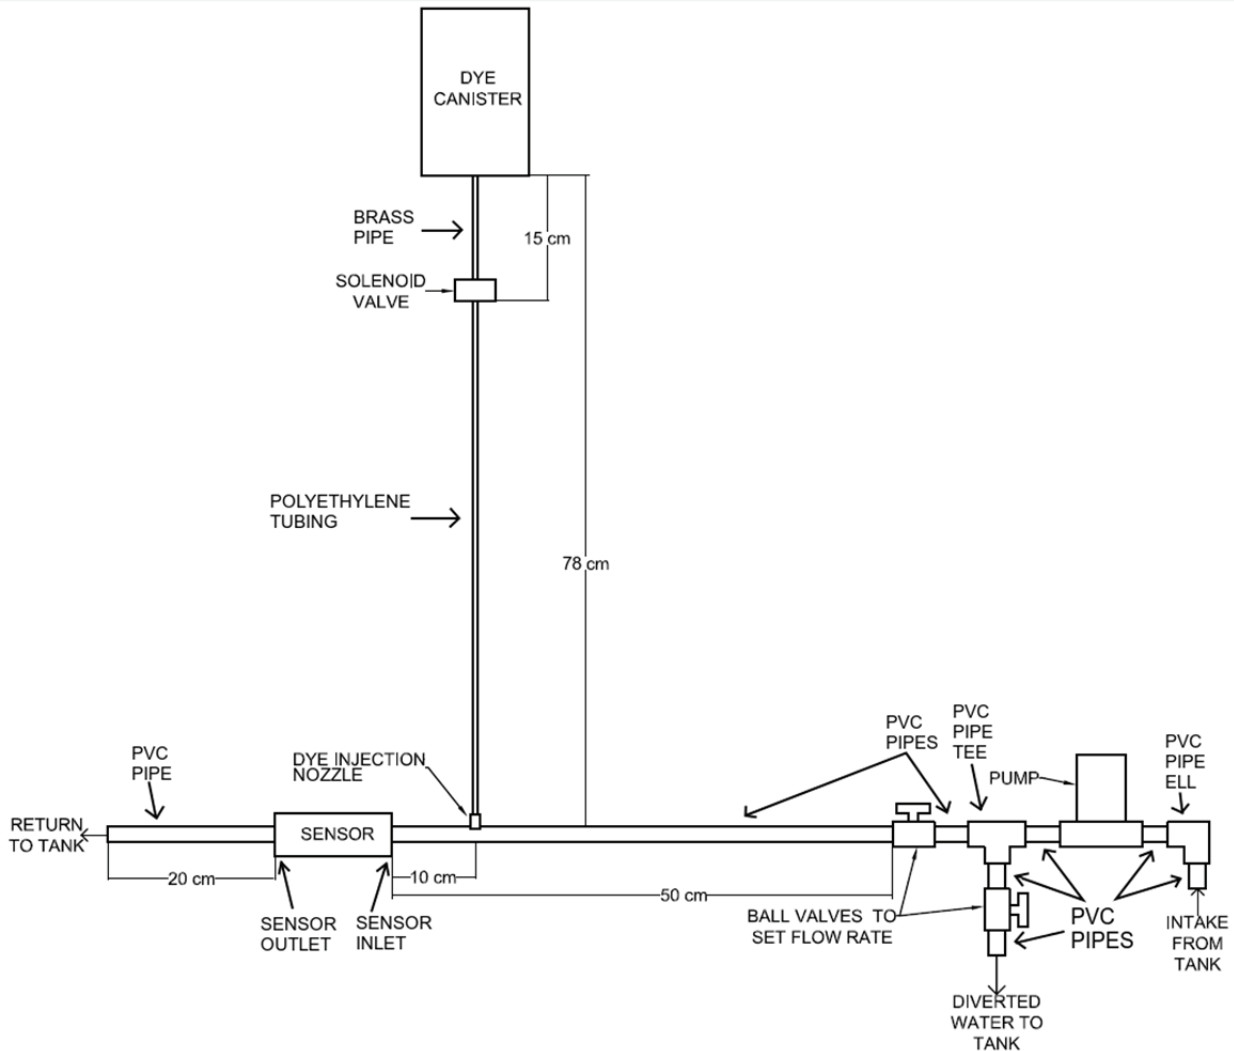 DYE
CANISTER
BRASS
PIPE
15 cm
SOLENOID
VALVE
POLYETHYLENE
TUBING
78 cm
PVC
PIPE
DYE INJECTION
NOZZLE
PVC
PIPES
PVC
PIPE
TEE
PUMP
PVC
PIPE
ELL
RETURN
TO TANK
SENSOR
20 cm
10 cm
50 cm
SENSOR
OUTLET
SENSOR
INLET
BALL VALVES TO
SET FLOW RATE
PVC
PIPES
INTAKE
FROM
TANK
DIVERTED
WATER TO
TANK